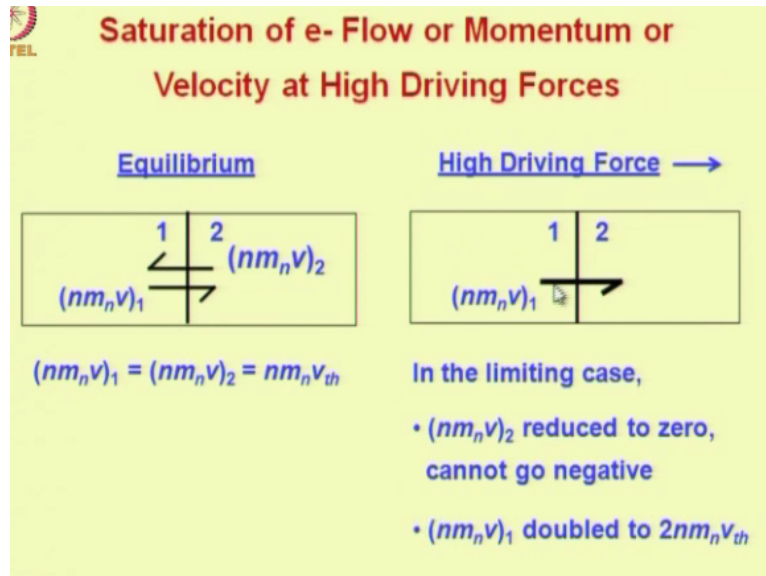 TEL
Saturation of e- Flow or Momentum or
Velocity at High Driving Forces
Equilibrium
1 2
(nmₙv)₂
(nmₙv)₁
(nmₙv)₁ = (nmₙv)₂ = nmₙvₜₕ
High Driving Force →
1 2
(nmₙv)₁
In the limiting case,
• (nmₙv)₂ reduced to zero,
cannot go negative
• (nmₙv)₁ doubled to 2nmₙvₜₕ